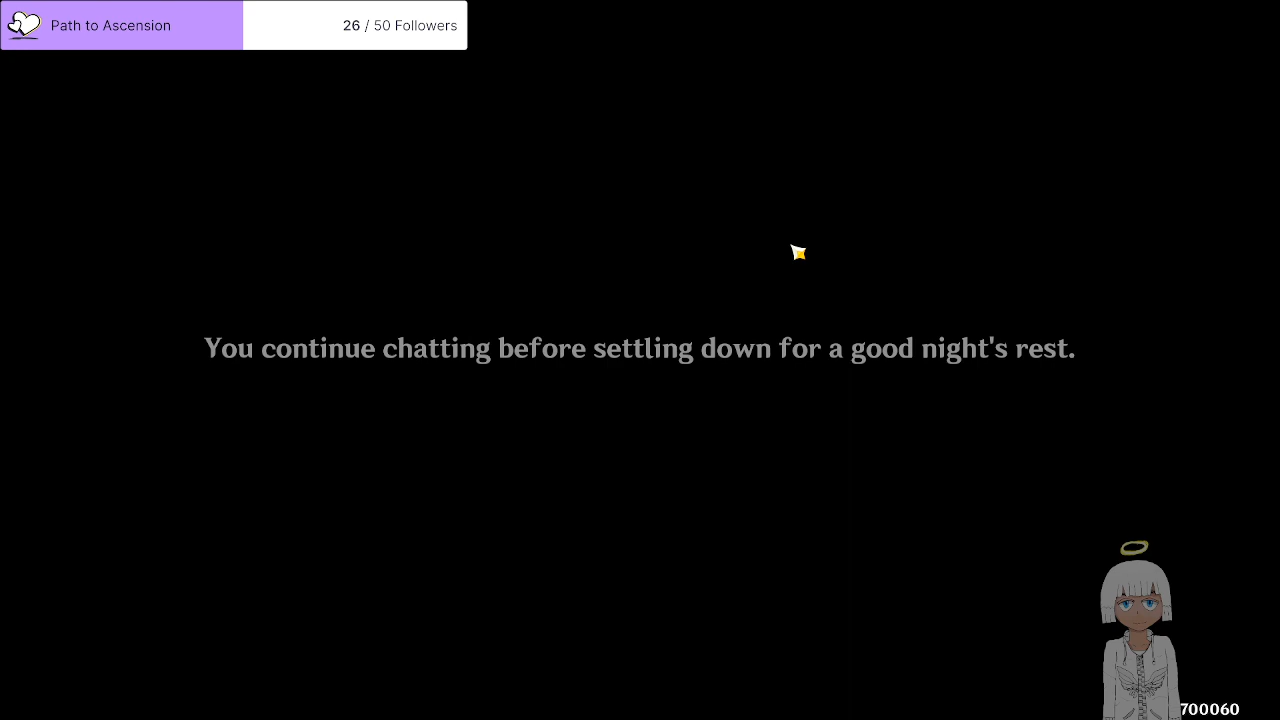 Path to Ascension 26 / 50 Followers
You continue chatting before settling down for a good night's rest.
700060